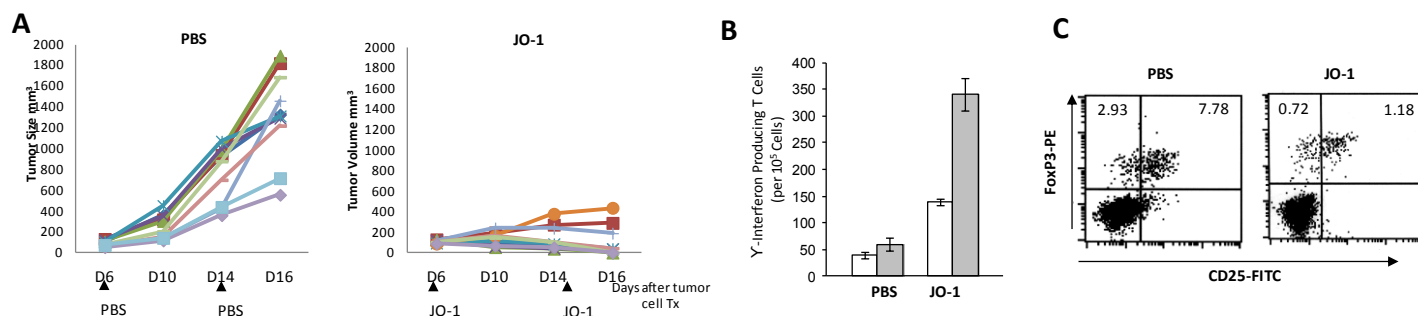 A
PBS
Tumor Size mm³
2000
1800
1600
1400
1200
1000
800
600
400
200
0
D6
D10
D14
D16
PBS
PBS
JO-1
Tumor Volume mm³
2000
1800
1600
1400
1200
1000
800
600
400
200
0
D6
D10
D14
D16
Days after tumor
cell Tx
JO-1
JO-1
B
Ƴ-Interferon Producing T Cells
(per 10⁵ Cells)
400
350
300
250
200
150
100
50
0
PBS
JO-1
C
PBS
JO-1
FoxP3-PE
2.93
7.78
0.72
1.18
CD25-FITC